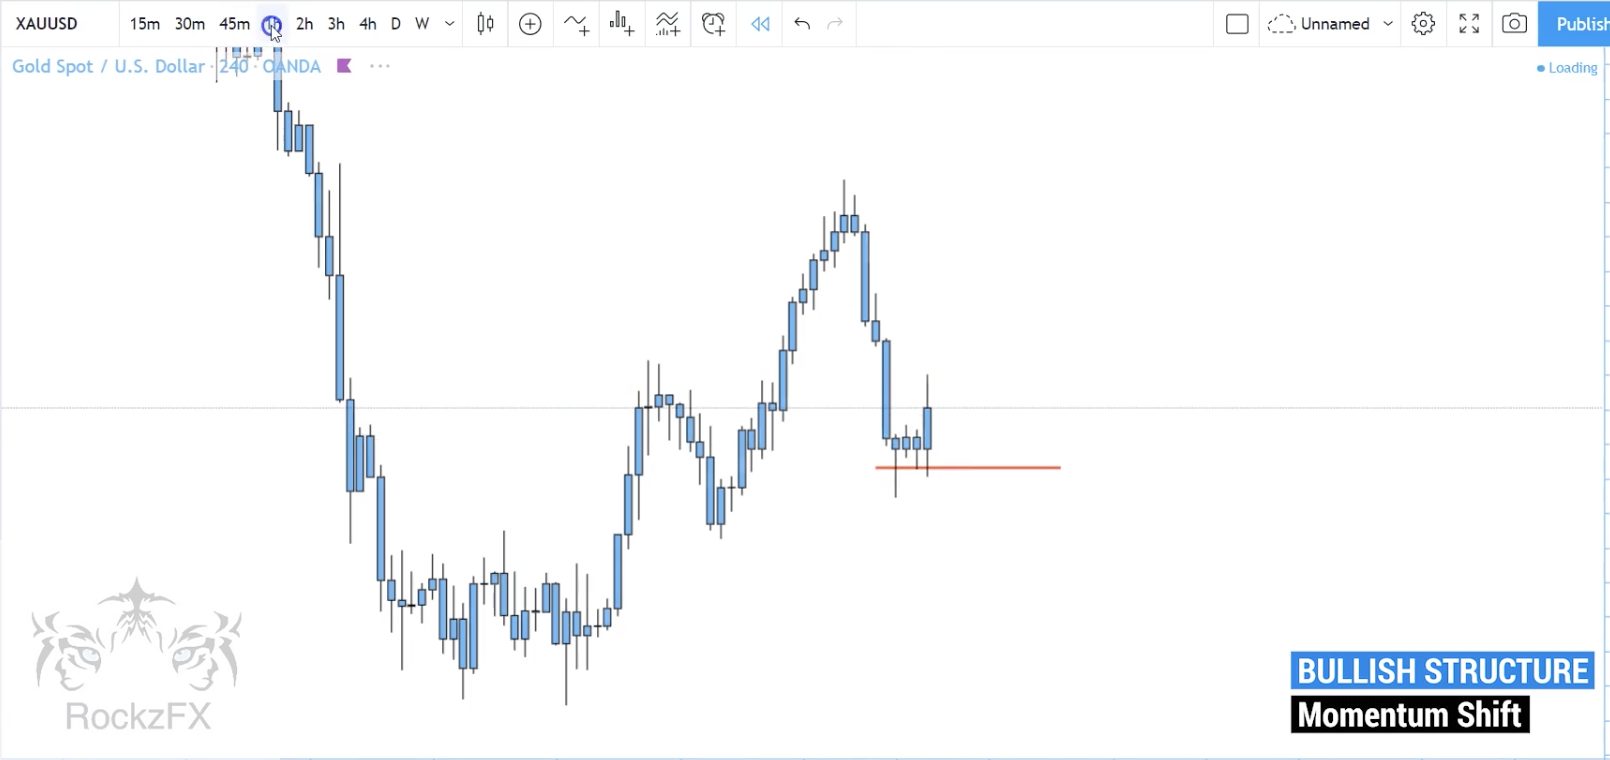 XAUUSD 15m 30m 45m 2h 3h 4h D W Unnamed Publish
Gold Spot / U.S. Dollar · 240 · OANDA
Loading
BULLISH STRUCTURE
Momentum Shift
RockzFX